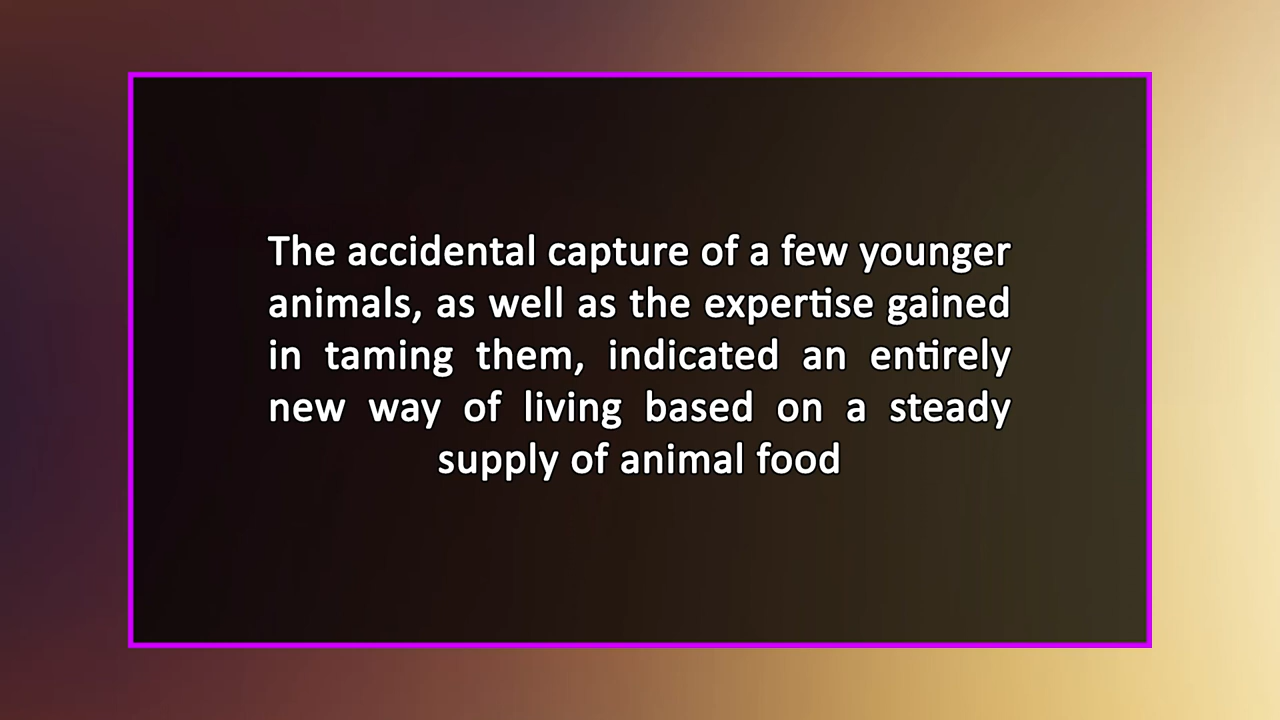 The accidental capture of a few younger
animals, as well as the expertise gained
in taming them, indicated an entirely
new way of living based on a steady
supply of animal food